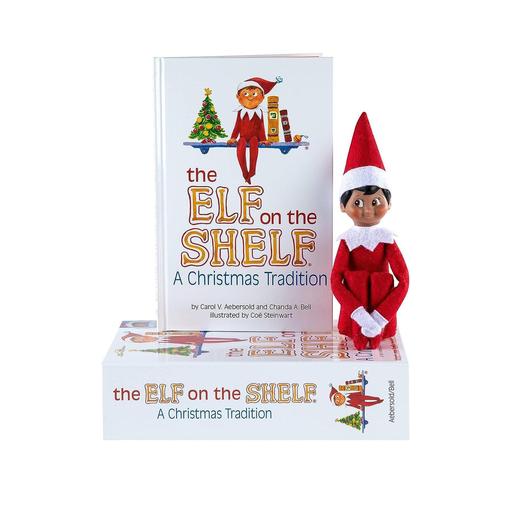 the
ELF on the
SHELF®
A Christmas Tradition
by Carol V. Aebersold and Chanda A. Bell
illustrated by Coë Steinwart
the ELF on the SHELF®
A Christmas Tradition
Aebersold/Bell